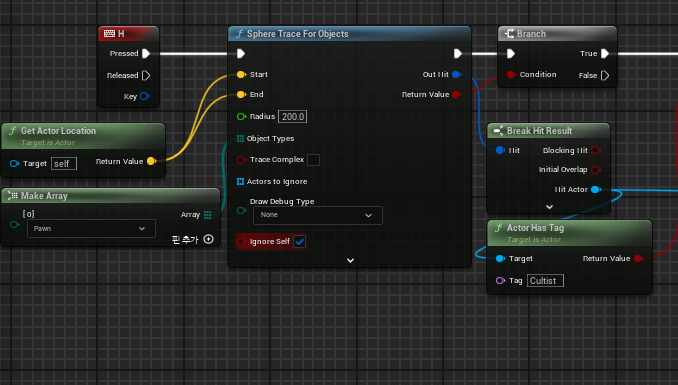 H
Pressed
Released
Key
Get Actor Location
Target is Actor
Target self
Return Value
Make Array
[0]
Pawn
Array
핀 추가
Sphere Trace For Objects
Start
End
Radius 200.0
Object Types
Trace Complex
Actors to Ignore
Draw Debug Type
None
Ignore Self
Out Hit
Return Value
Branch
Condition
True
False
Break Hit Result
Hit
Blocking Hit
Initial Overlap
Hit Actor
Actor Has Tag
Target is Actor
Target
Return Value
Tag Cultist